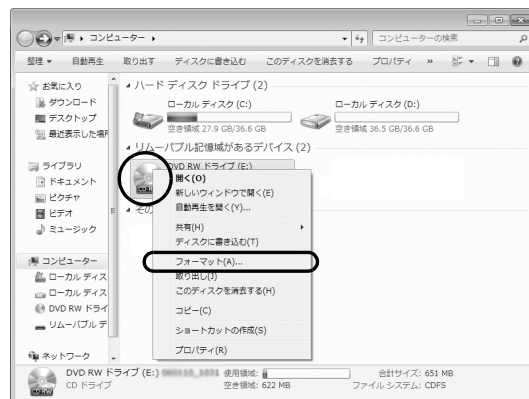 コンピューター
コンピューターの検索
整理 自動再生 取り出す ディスクに書き込む このディスクを消去する プロパティ »
お気に入り
ダウンロード
デスクトップ
最近表示した場所
ライブラリ
ドキュメント
ピクチャ
ビデオ
ミュージック
コンピューター
ローカル ディス
ローカル ディス
DVD RW ドライ
リムーバブル デ
ネットワーク
ハード ディスク ドライブ (2)
ローカル ディスク (C:)
空き領域 27.9 GB/36.6 GB
ローカル ディスク (D:)
空き領域 36.5 GB/36.6 GB
リムーバブル記憶域があるデバイス (2)
DVD RW ドライブ (E:)
CD-RW
その
開く(O)
新しいウィンドウで開く(E)
自動再生を開く(Y)...
共有(H)
ディスクに書き込む(T)
フォーマット(A)...
取り出し(J)
このディスクを消去する(H)
コピー(C)
ショートカットの作成(S)
プロパティ(R)
DVD RW ドライブ (E:) 使用領域: 合計サイズ: 651 MB
CD ドライブ 空き領域: 622 MB ファイル システム: CDFS
CD-RW